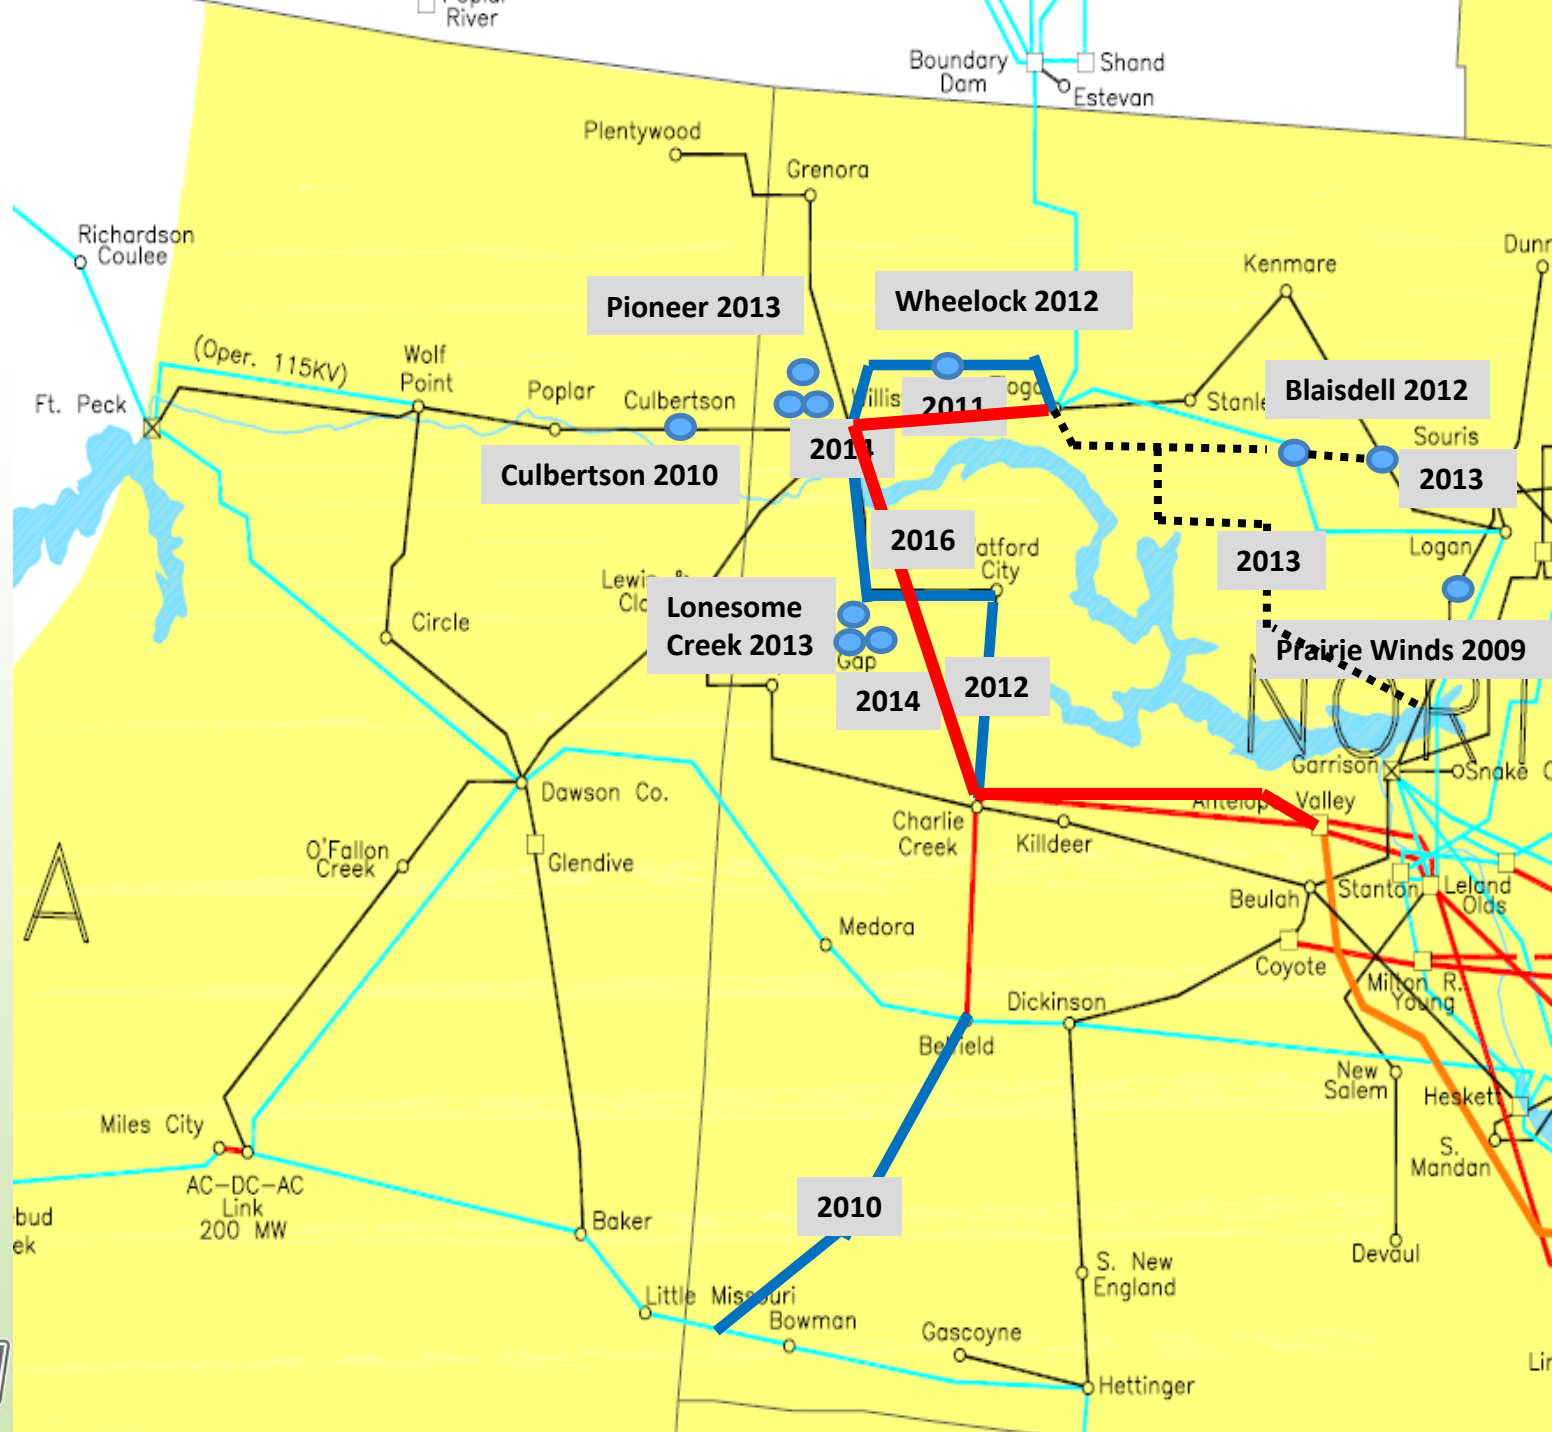 River
Boundary
Dam
Shand
Estevan
Plentywood
Grenora
Richardson
Coulee
Kenmare
Pioneer 2013
Wheelock 2012
(Oper. 115KV)
Wolf
Point
Poplar
Culbertson
Ft. Peck
2011
Blaisdell 2012
Souris
2014
Culbertson 2010
2013
2016
City
2013
Logan
Circle
Lonesome
Creek 2013
Gap
2014
2012
Prairie Winds 2009
Garrison
Dawson Co.
Charlie
Creek
Killdeer
Valley
O'Fallon
Creek
Glendive
A
Beulah
Stanton
Leland
Olds
Medora
Coyote
Milton R.
Young
Dickinson
Belfield
New
Salem
Heskett
S.
Mandan
Miles City
AC-DC-AC
Link
200 MW
2010
Baker
S. New
England
Devaul
Little Missouri
Bowman
Gascoyne
Hettinger